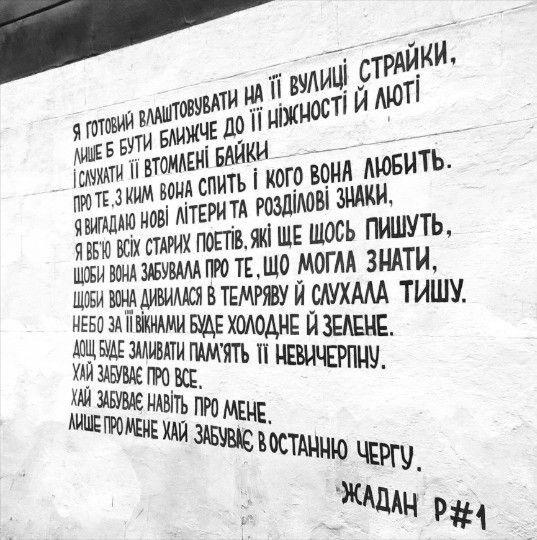 Я ГОТОВИЙ ВЛАШТОВУВАТИ НА ЇЇ ВУЛИЦІ СТРАЙКИ,
ЛИШЕ Б БУТИ БЛИЖЧЕ ДО ЇЇ НІЖНОСТІ Й ЛЮТІ
І СЛУХАТИ ЇЇ ВТОМЛЕНІ БАЙКИ
ПРО ТЕ, З КИМ ВОНА СПИТЬ І КОГО ВОНА ЛЮБИТЬ.
Я ВИГАДАЮ НОВІ ЛІТЕРИ ТА РОЗДІЛОВІ ЗНАКИ,
Я ВБ'Ю ВСІХ СТАРИХ ПОЕТІВ, ЯКІ ЩЕ ЩОСЬ ПИШУТЬ,
ЩОБИ ВОНА ЗАБУВАЛА ПРО ТЕ, ЩО МОГЛА ЗНАТИ,
ЩОБИ ВОНА ДИВИЛАСЯ В ТЕМРЯВУ Й СЛУХАЛА ТИШУ.
НЕБО ЗА ЇЇ ВІКНАМИ БУДЕ ХОЛОДНЕ Й ЗЕЛЕНЕ.
ДОЩ БУДЕ ЗАЛИВАТИ ПАМ'ЯТЬ ЇЇ НЕВИЧЕРПНУ.
ХАЙ ЗАБУВАЄ ПРО ВСЕ.
ХАЙ ЗАБУВАЄ НАВІТЬ ПРО МЕНЕ.
ЛИШЕ ПРО МЕНЕ ХАЙ ЗАБУВАЄ В ОСТАННЮ ЧЕРГУ.
ЖАДАН P#1